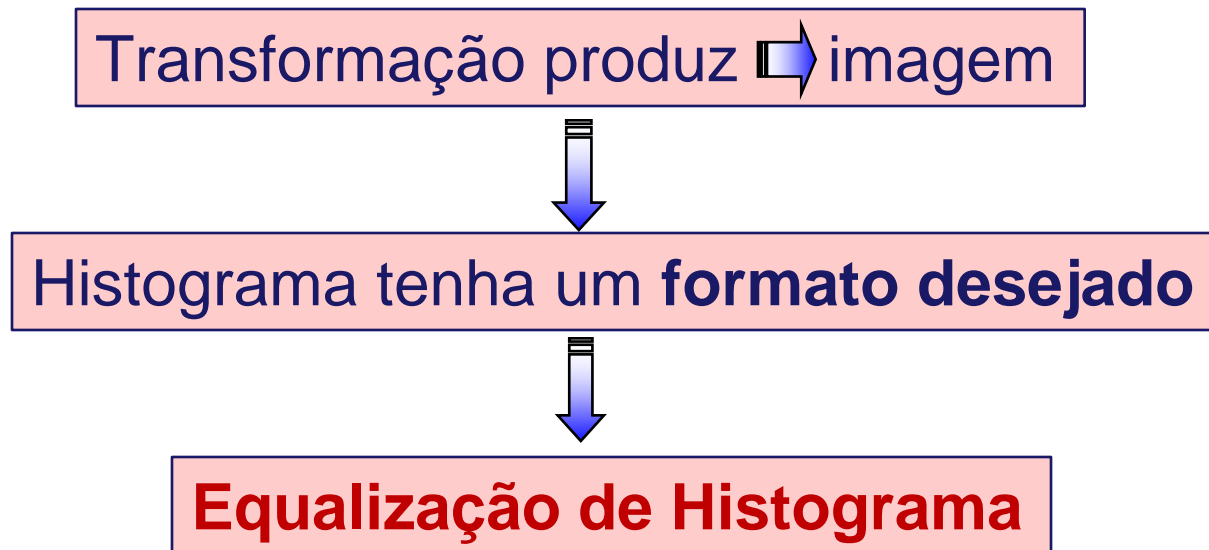 Transformação produz imagem
Histograma tenha um formato desejado
Equalização de Histograma